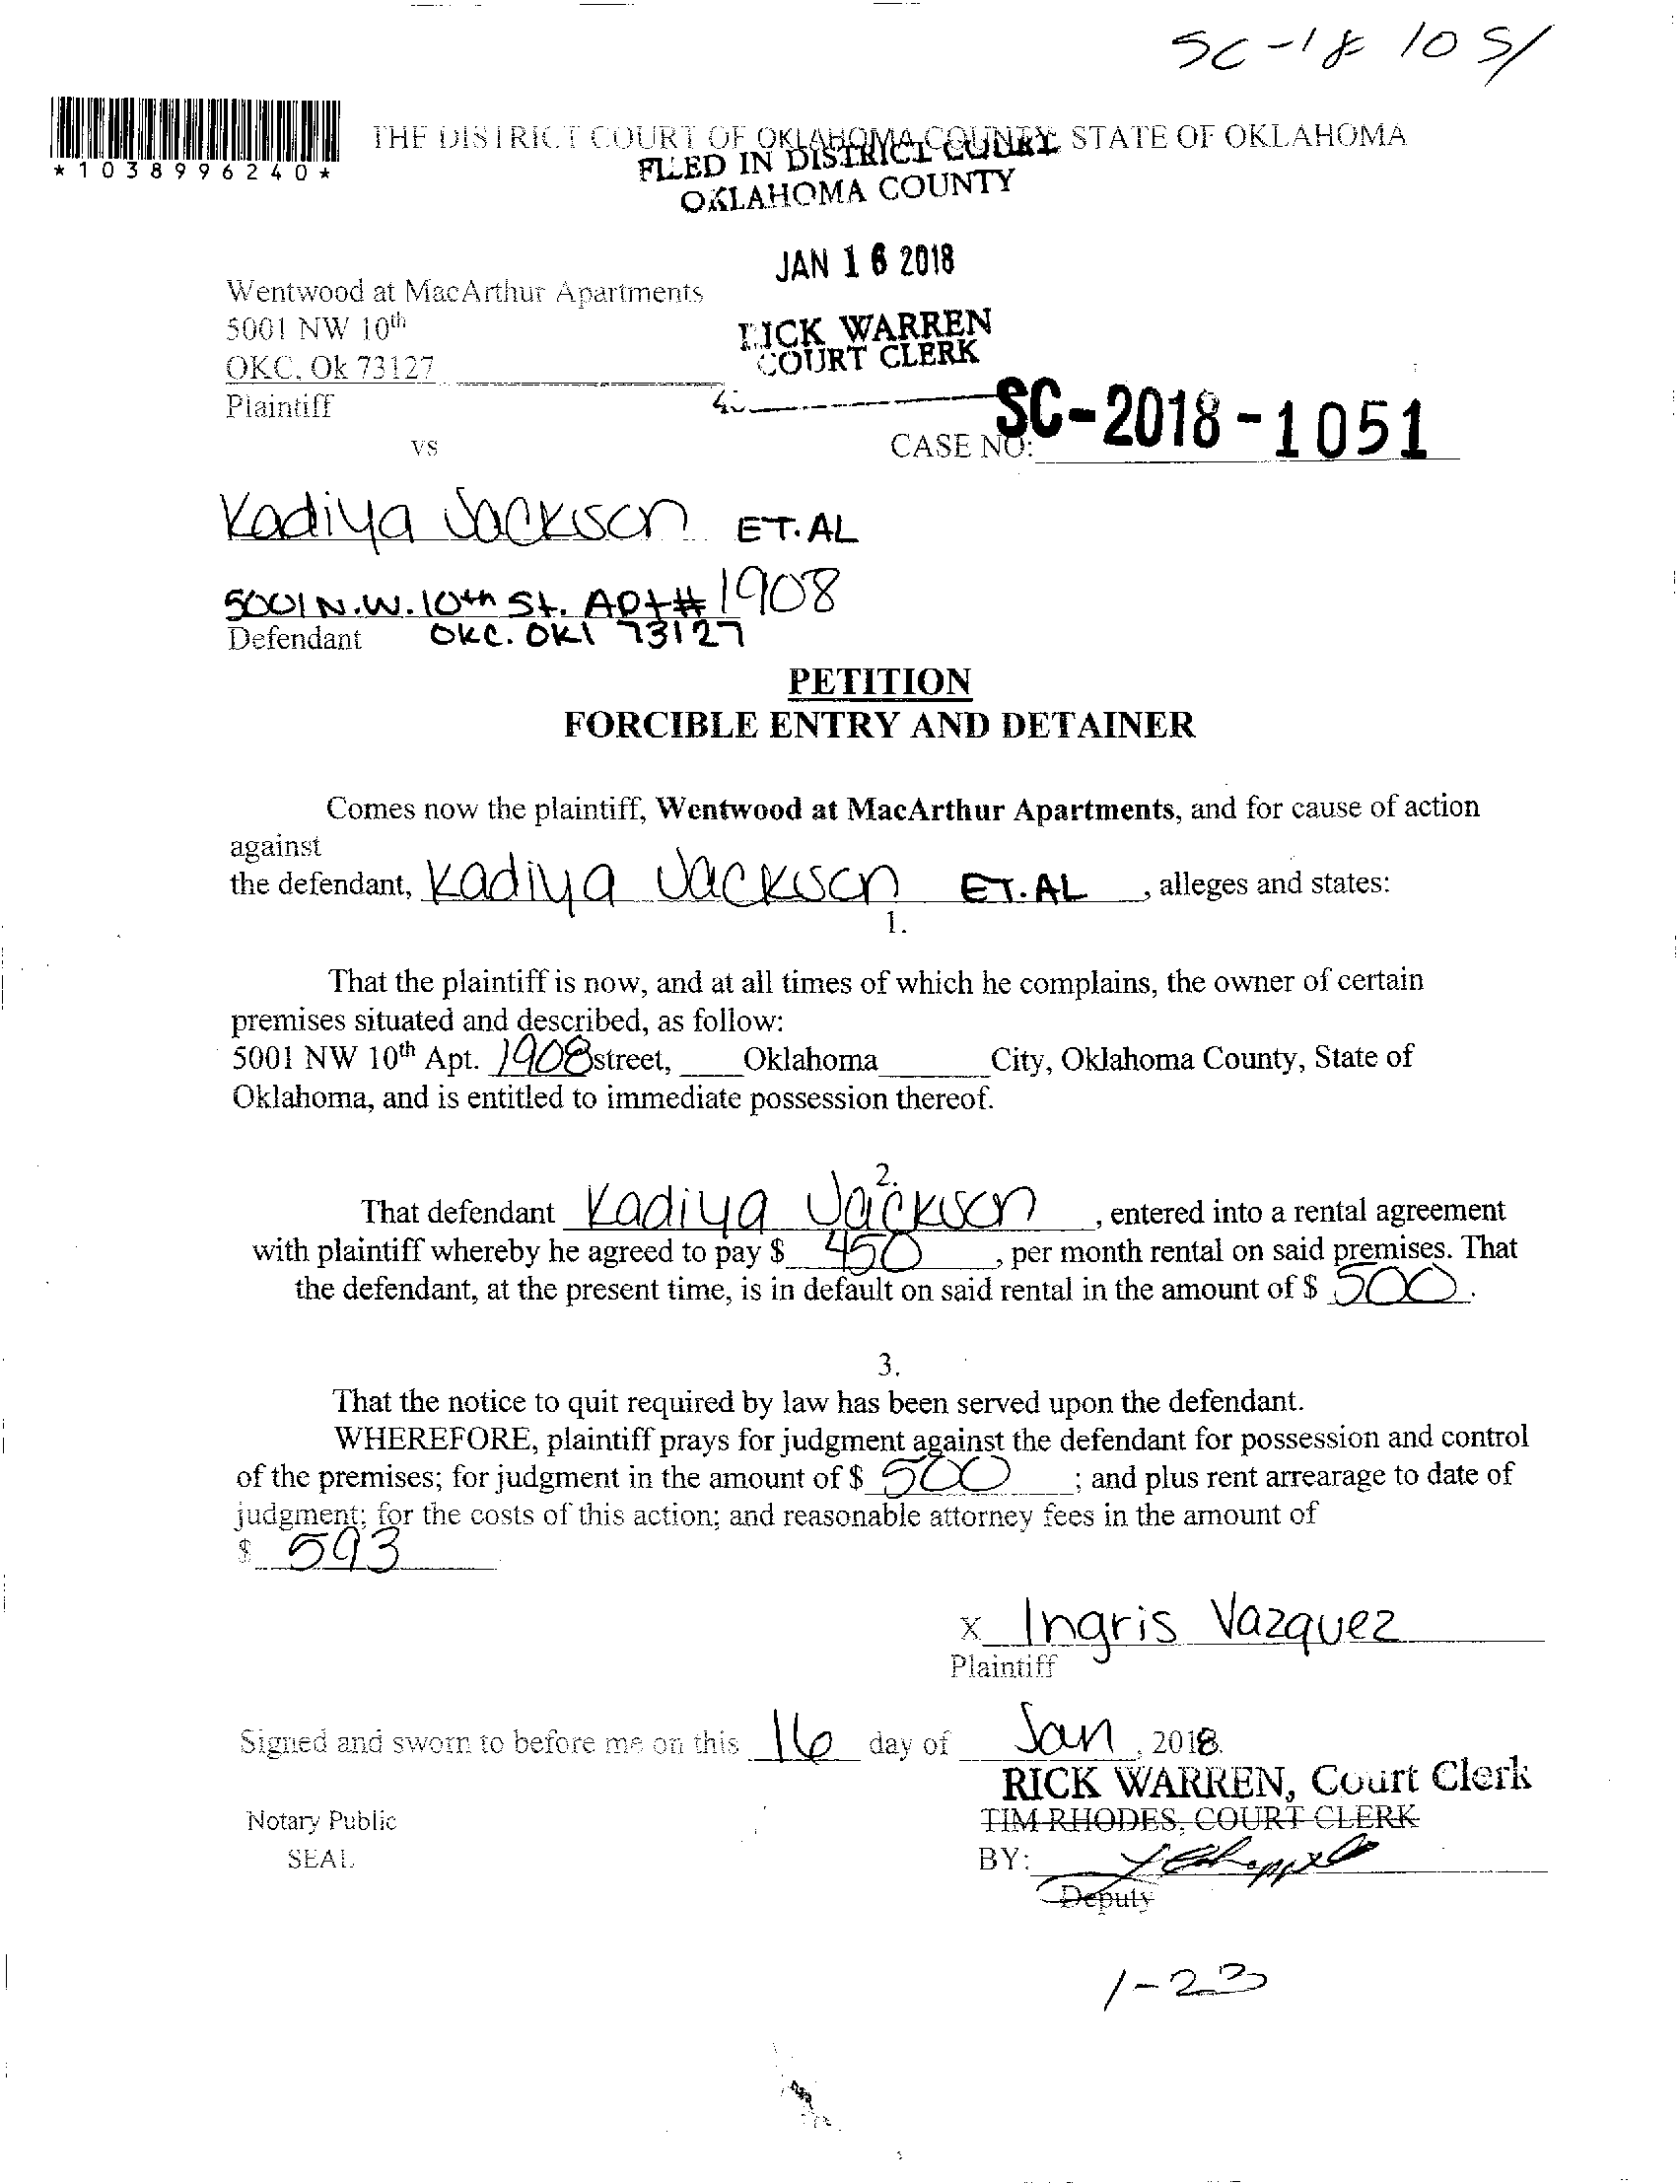 SC-18 1051
THE DISTRICT COURT OF OKLAHOMA COUNTY, STATE OF OKLAHOMA
*1038996240*
FILED IN DISTRICT COURT
OKLAHOMA COUNTY
JAN 16 2018
Wentwood at MacArthur Apartments
5001 NW 10th
RICK WARREN
COURT CLERK
OKC, Ok 73127
Plaintiff
SC-2018-1051
vs
CASE NO:
Kadiya Jackson ET.AL
5001 N.W. 10th St. Apt# 1908
Defendant OKC. OKl 73127
PETITION
FORCIBLE ENTRY AND DETAINER
Comes now the plaintiff, Wentwood at MacArthur Apartments, and for cause of action
against
the defendant, Kadiya Jackson ET.AL, alleges and states:
1.
That the plaintiff is now, and at all times of which he complains, the owner of certain
premises situated and described, as follow:
5001 NW 10th Apt. 1908 street, ____Oklahoma_______City, Oklahoma County, State of
Oklahoma, and is entitled to immediate possession thereof.
2.
That defendant Kadiya Jackson, entered into a rental agreement
with plaintiff whereby he agreed to pay $ 450, per month rental on said premises. That
the defendant, at the present time, is in default on said rental in the amount of $ 500.
3.
That the notice to quit required by law has been served upon the defendant.
WHEREFORE, plaintiff prays for judgment against the defendant for possession and control
of the premises; for judgment in the amount of $ 500; and plus rent arrearage to date of
judgment; for the costs of this action; and reasonable attorney fees in the amount of
$ 593
x Ingris Vazquez
Plaintiff
Signed and sworn to before me on this 16 day of Jan, 2018.
RICK WARREN, Court Clerk
Notary Public
TIM RHODES, COURT CLERK
SEAL
BY:
Deputy
1-23